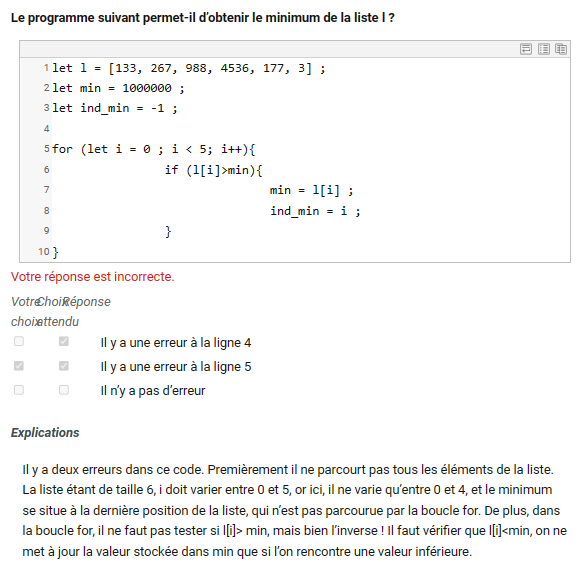 Le programme suivant permet-il d'obtenir le minimum de la liste l ?
1 let l = [133, 267, 988, 4536, 177, 3] ;
2 let min = 1000000 ;
3 let ind_min = -1 ;
4
5 for (let i = 0 ; i < 5; i++){
6 if (l[i]>min){
7 min = l[i] ;
8 ind_min = i ;
9 }
10 }
Votre réponse est incorrecte.
Votre Choix Réponse
choix attendu
Il y a une erreur à la ligne 4
Il y a une erreur à la ligne 5
Il n'y a pas d'erreur
Explications
Il y a deux erreurs dans ce code. Premièrement il ne parcourt pas tous les éléments de la liste.
La liste étant de taille 6, i doit varier entre 0 et 5, or ici, il ne varie qu'entre 0 et 4, et le minimum
se situe à la dernière position de la liste, qui n'est pas parcourue par la boucle for. De plus, dans
la boucle for, il ne faut pas tester si l[i]> min, mais bien l'inverse ! Il faut vérifier que l[i]<min, on ne
met à jour la valeur stockée dans min que si l'on rencontre une valeur inférieure.